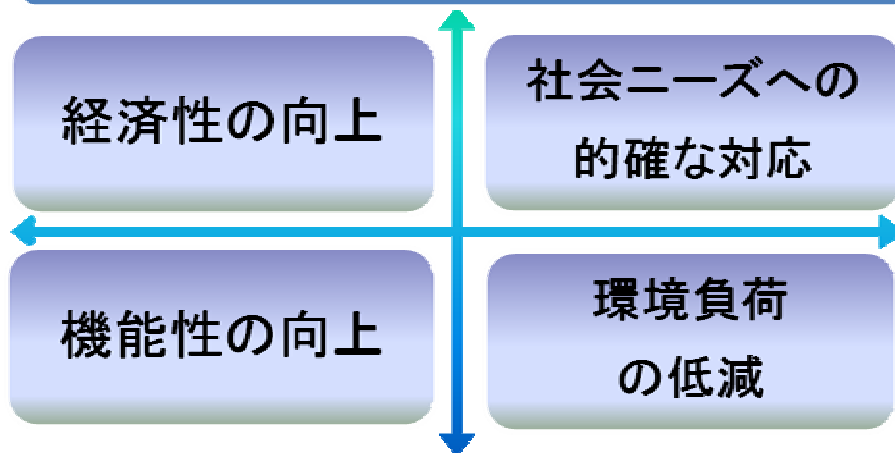 経済性の向上
社会ニーズへの
的確な対応
機能性の向上
環境負荷
の低減